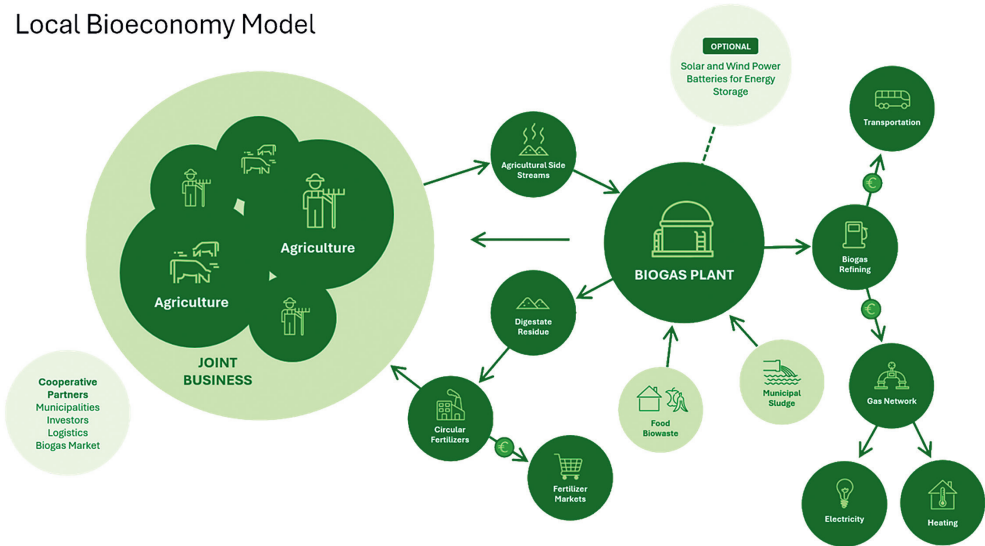 Local Bioeconomy Model
OPTIONAL
Solar and Wind Power
Batteries for Energy
Storage
Transportation
Agricultural Side
Streams
Agriculture
Agriculture
JOINT
BUSINESS
BIOGAS PLANT
€
Biogas
Refining
€
Digestate
Residue
Cooperative
Partners
Municipalities
Investors
Logistics
Biogas Market
Circular
Fertilizers
€
Fertilizer
Markets
Food
Biowaste
Municipal
Sludge
Gas Network
Electricity
Heating